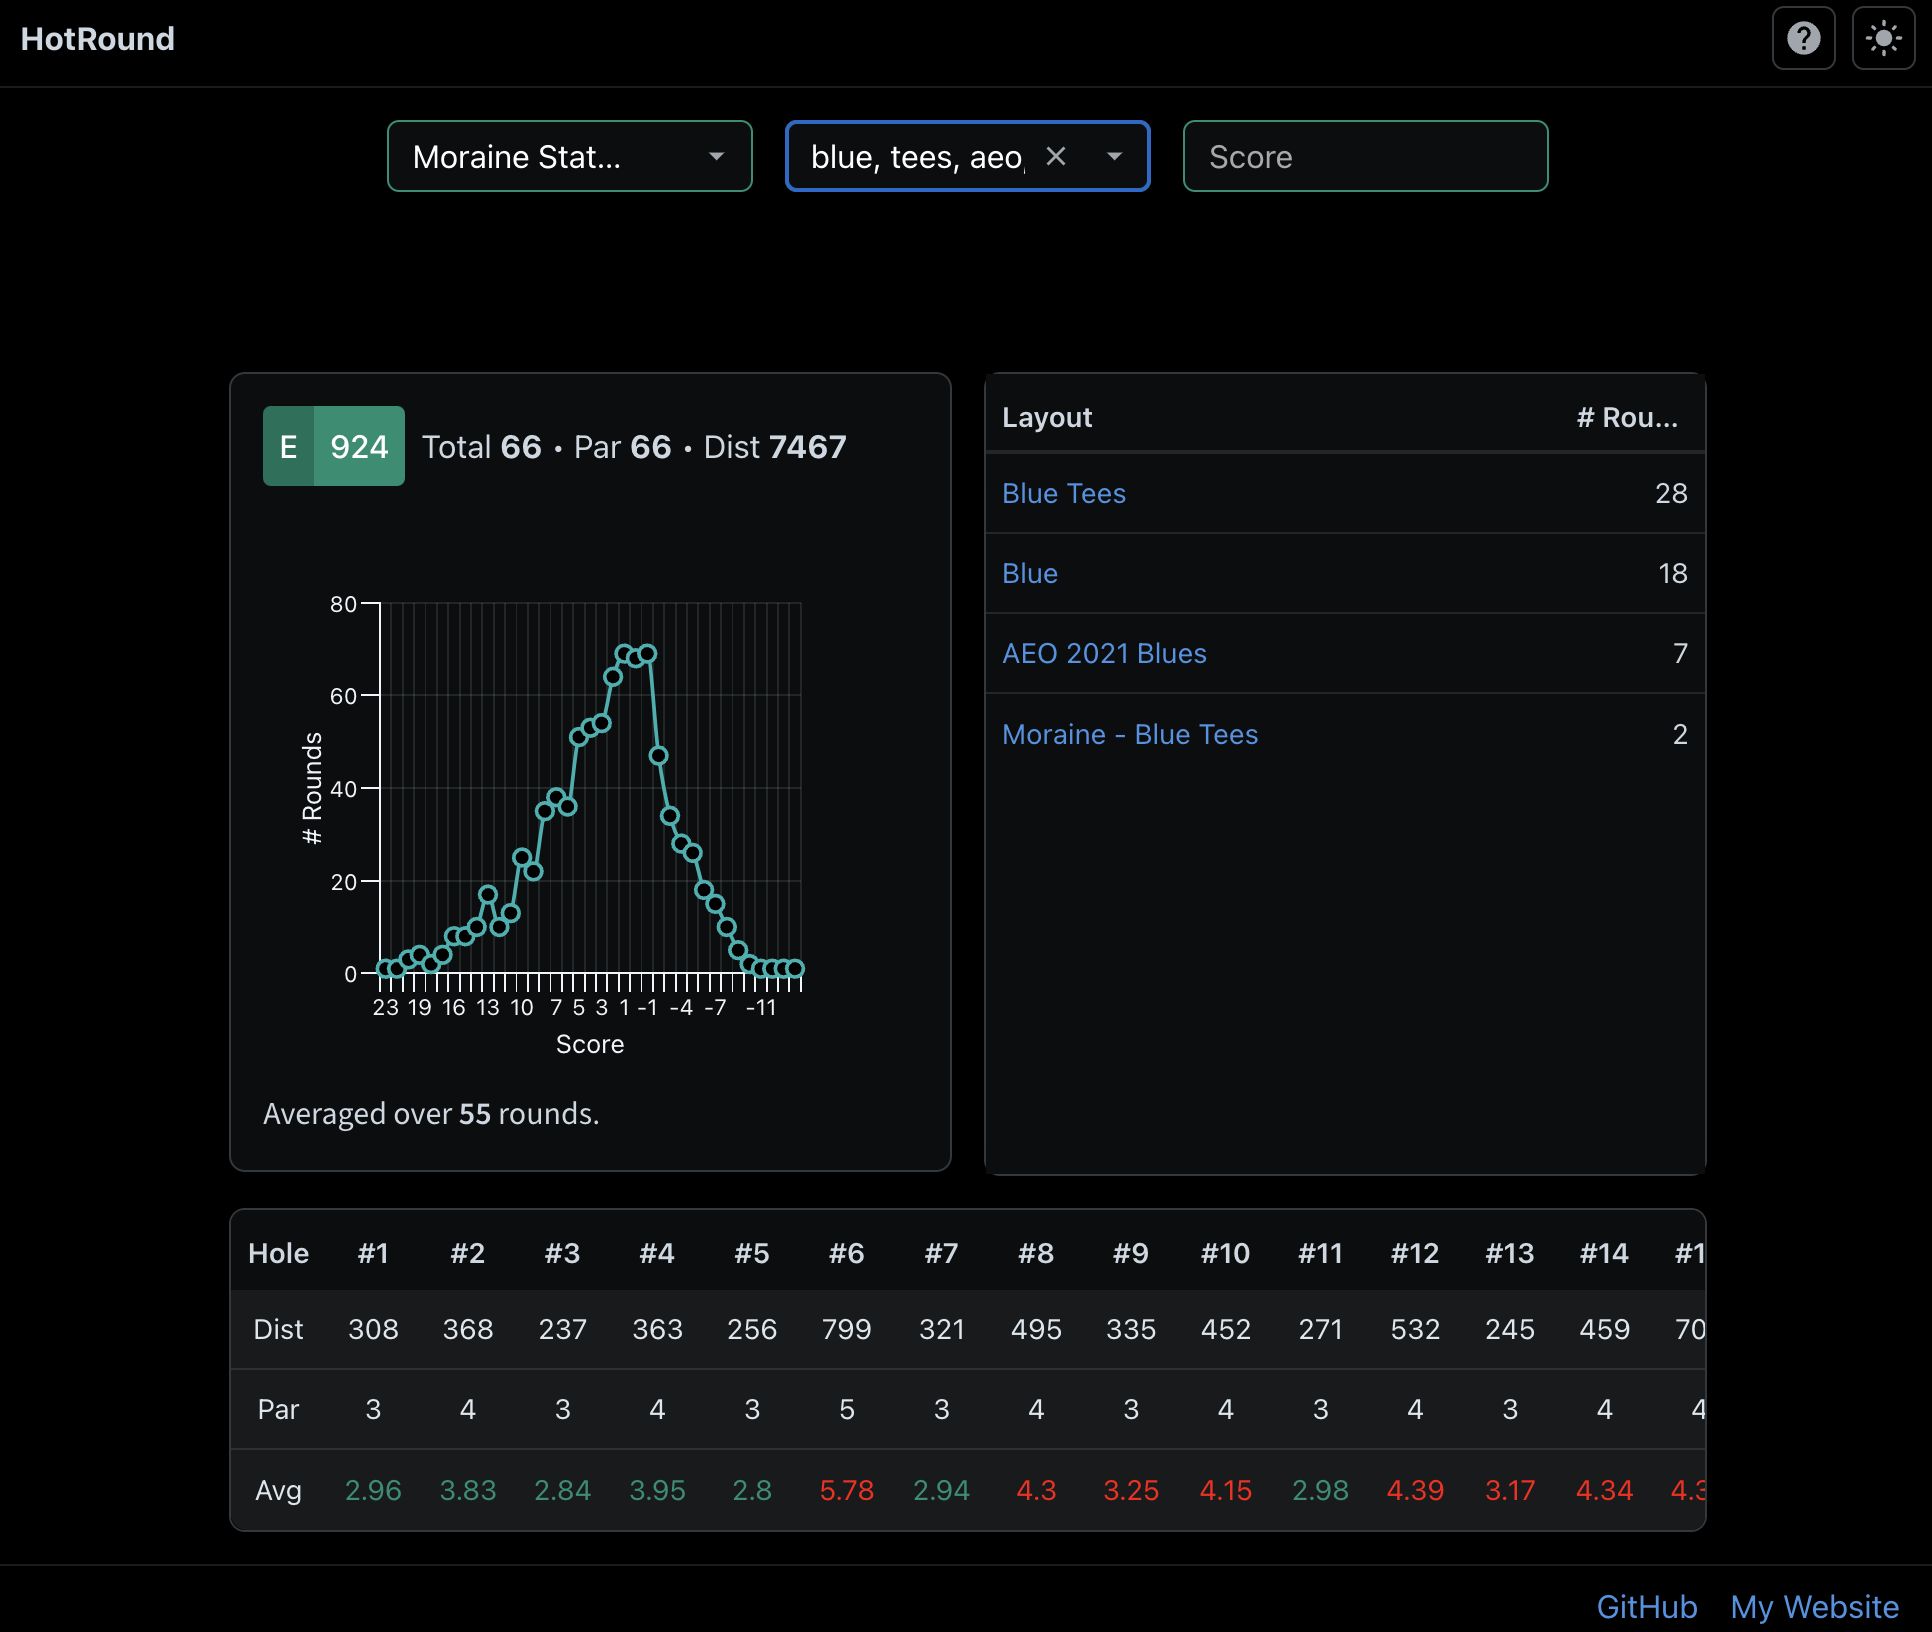 HotRound
Moraine Stat...
blue, tees, aeo,
Score
E 924 Total 66 • Par 66 • Dist 7467
80
60
40
20
0
# Rounds
23 19 16 13 10 7 5 3 1 -1 -4 -7 -11
Score
Averaged over 55 rounds.
Layout # Rou...
Blue Tees 28
Blue 18
AEO 2021 Blues 7
Moraine - Blue Tees 2
Hole #1 #2 #3 #4 #5 #6 #7 #8 #9 #10 #11 #12 #13 #14 #1
Dist 308 368 237 363 256 799 321 495 335 452 271 532 245 459 70
Par 3 4 3 4 3 5 3 4 3 4 3 4 3 4 4
Avg 2.96 3.83 2.84 3.95 2.8 5.78 2.94 4.3 3.25 4.15 2.98 4.39 3.17 4.34 4.3
GitHub My Website